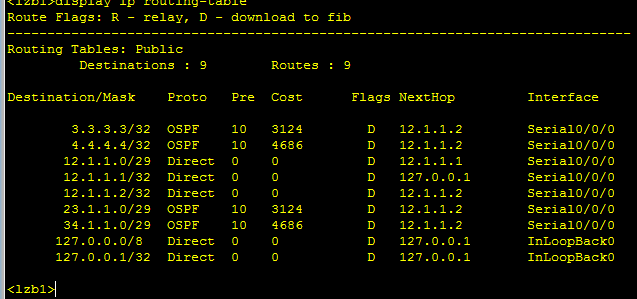 <lzb1>display ip routing-table
Route Flags: R - relay, D - download to fib
------------------------------------------------------------------------------
Routing Tables: Public
         Destinations : 9        Routes : 9

Destination/Mask    Proto   Pre  Cost      Flags NextHop         Interface

        3.3.3.3/32  OSPF    10   3124        D   12.1.1.2        Serial0/0/0
        4.4.4.4/32  OSPF    10   4686        D   12.1.1.2        Serial0/0/0
       12.1.1.0/29  Direct  0    0           D   12.1.1.1        Serial0/0/0
       12.1.1.1/32  Direct  0    0           D   127.0.0.1       Serial0/0/0
       12.1.1.2/32  Direct  0    0           D   12.1.1.2        Serial0/0/0
       23.1.1.0/29  OSPF    10   3124        D   12.1.1.2        Serial0/0/0
       34.1.1.0/29  OSPF    10   4686        D   12.1.1.2        Serial0/0/0
      127.0.0.0/8   Direct  0    0           D   127.0.0.1       InLoopBack0
      127.0.0.1/32  Direct  0    0           D   127.0.0.1       InLoopBack0

<lzb1>